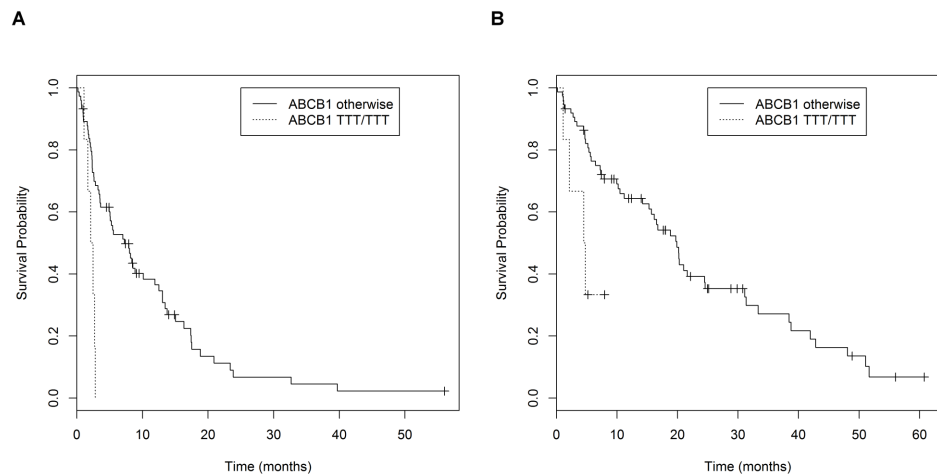 A
B
ABCB1 otherwise
ABCB1 TTT/TTT
Survival Probability
1.0
0.8
0.6
0.4
0.2
0.0
0 10 20 30 40 50
Time (months)
ABCB1 otherwise
ABCB1 TTT/TTT
Survival Probability
1.0
0.8
0.6
0.4
0.2
0.0
0 10 20 30 40 50 60
Time (months)